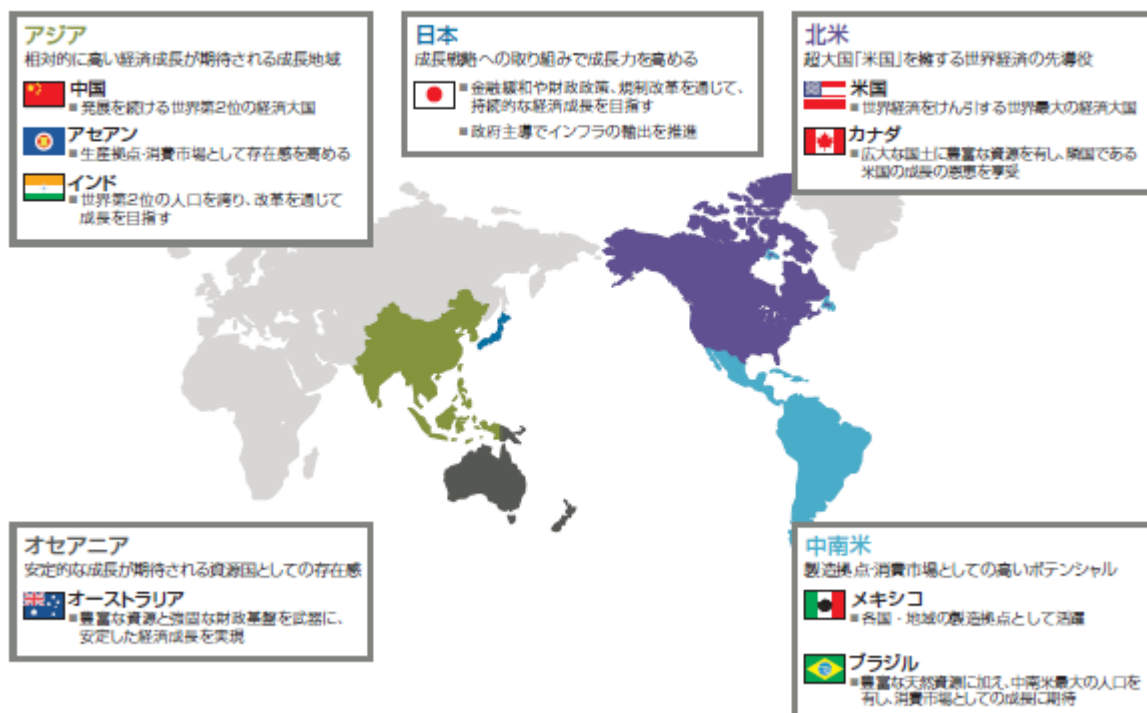 アジア
相対的に高い経済成長が期待される成長地域
中国
■発展を続ける世界第2位の経済大国
アセアン
■生産拠点・消費市場として存在感を高める
インド
■世界第2位の人口を誇り、改革を通じて
成長を目指す
日本
成長戦略への取り組みで成長力を高める
■金融緩和や財政政策、規制改革を通じて、
持続的な経済成長を目指す
■政府主導でインフラの輸出を推進
北米
超大国「米国」を擁する世界経済の先導役
米国
■世界経済をけん引する世界最大の経済大国
カナダ
■広大な国土に豊富な資源を有し、隣国である
米国の成長の恩恵を享受
オセアニア
安定的な成長が期待される資源国としての存在感
オーストラリア
■豊富な資源と強固な財政基盤を武器に、
安定した経済成長を実現
中南米
製造拠点・消費市場としての高いポテンシャル
メキシコ
■各国・地域の製造拠点として活躍
ブラジル
■豊富な天然資源に加え、中南米最大の人口を
有し、消費市場としての成長に期待